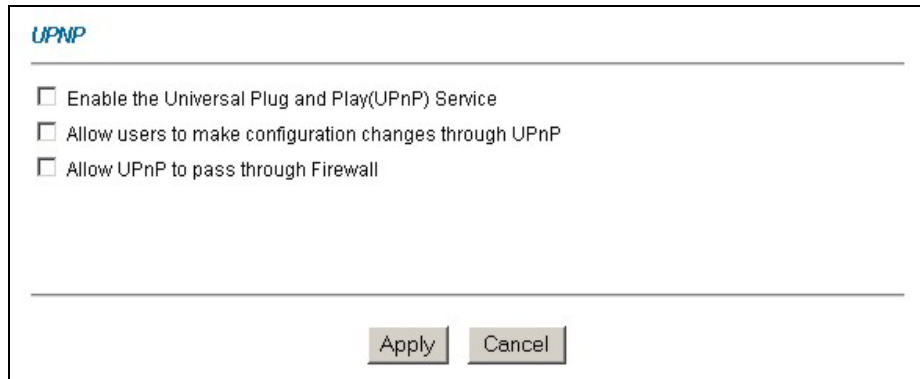 UPNP
Enable the Universal Plug and Play(UPnP) Service
Allow users to make configuration changes through UPnP
Allow UPnP to pass through Firewall
Apply Cancel